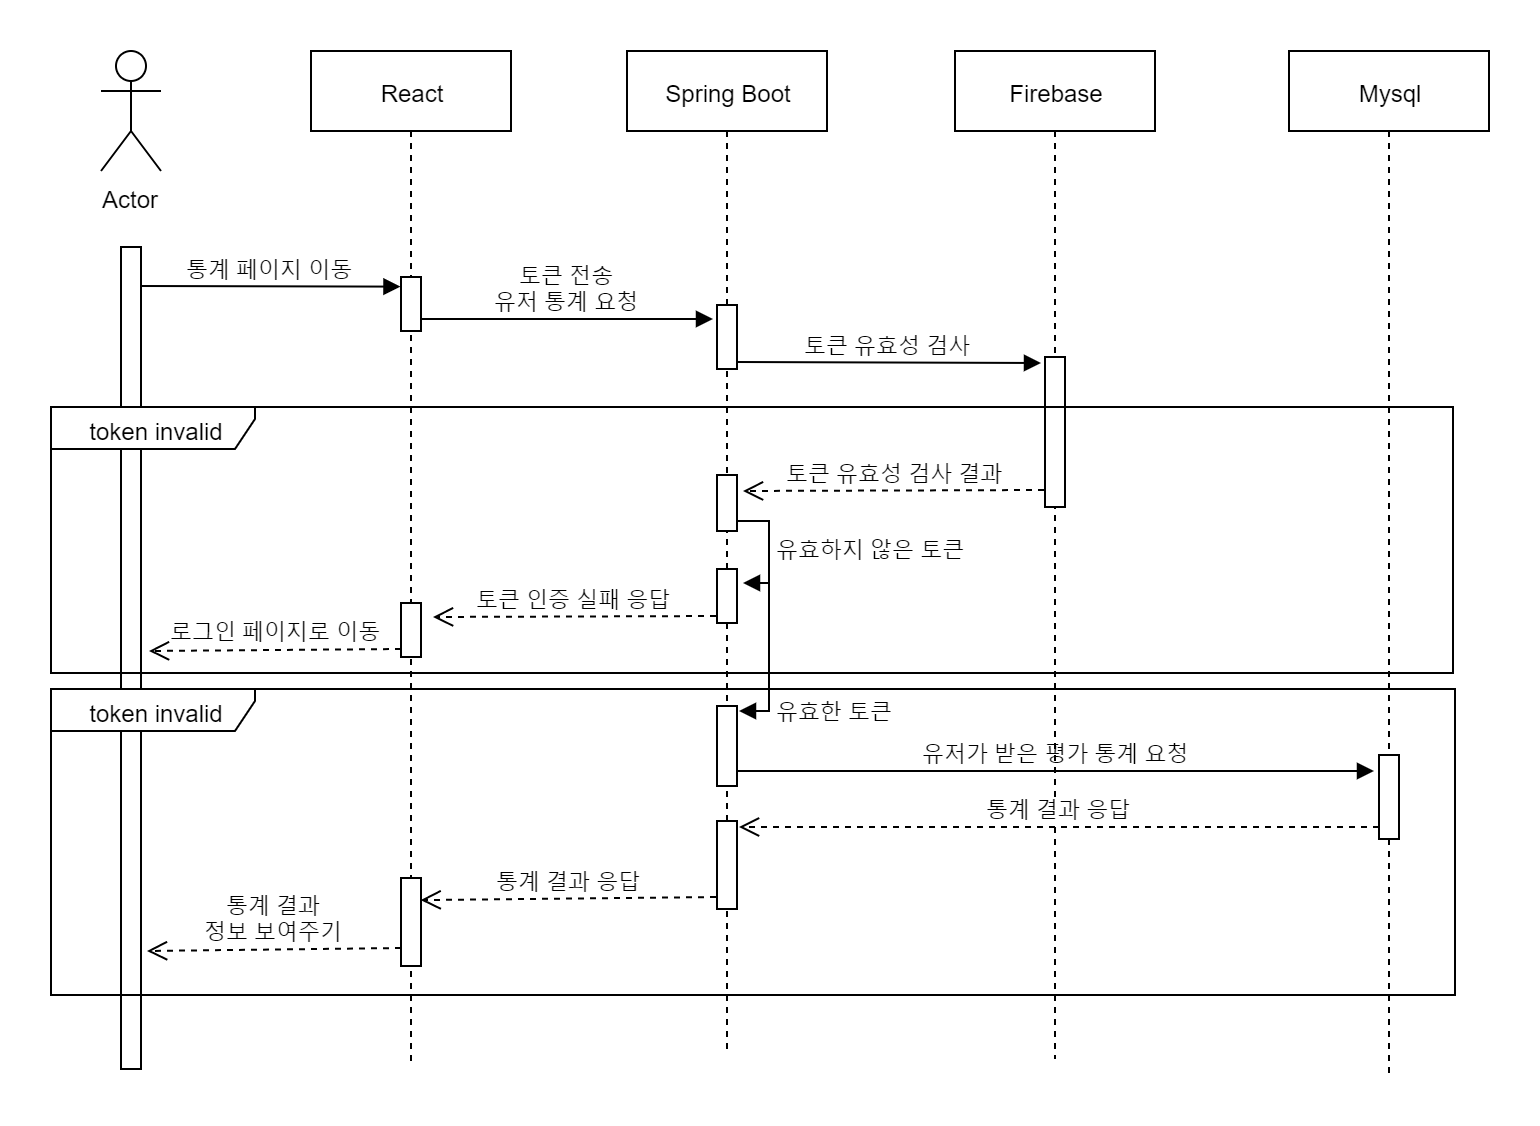 React
Spring Boot
Firebase
Mysql
Actor
통계 페이지 이동
토큰 전송
유저 통계 요청
토큰 유효성 검사
token invalid
토큰 유효성 검사 결과
유효하지 않은 토큰
토큰 인증 실패 응답
로그인 페이지로 이동
token invalid
유효한 토큰
유저가 받은 평가 통계 요청
통계 결과 응답
통계 결과 응답
통계 결과
정보 보여주기